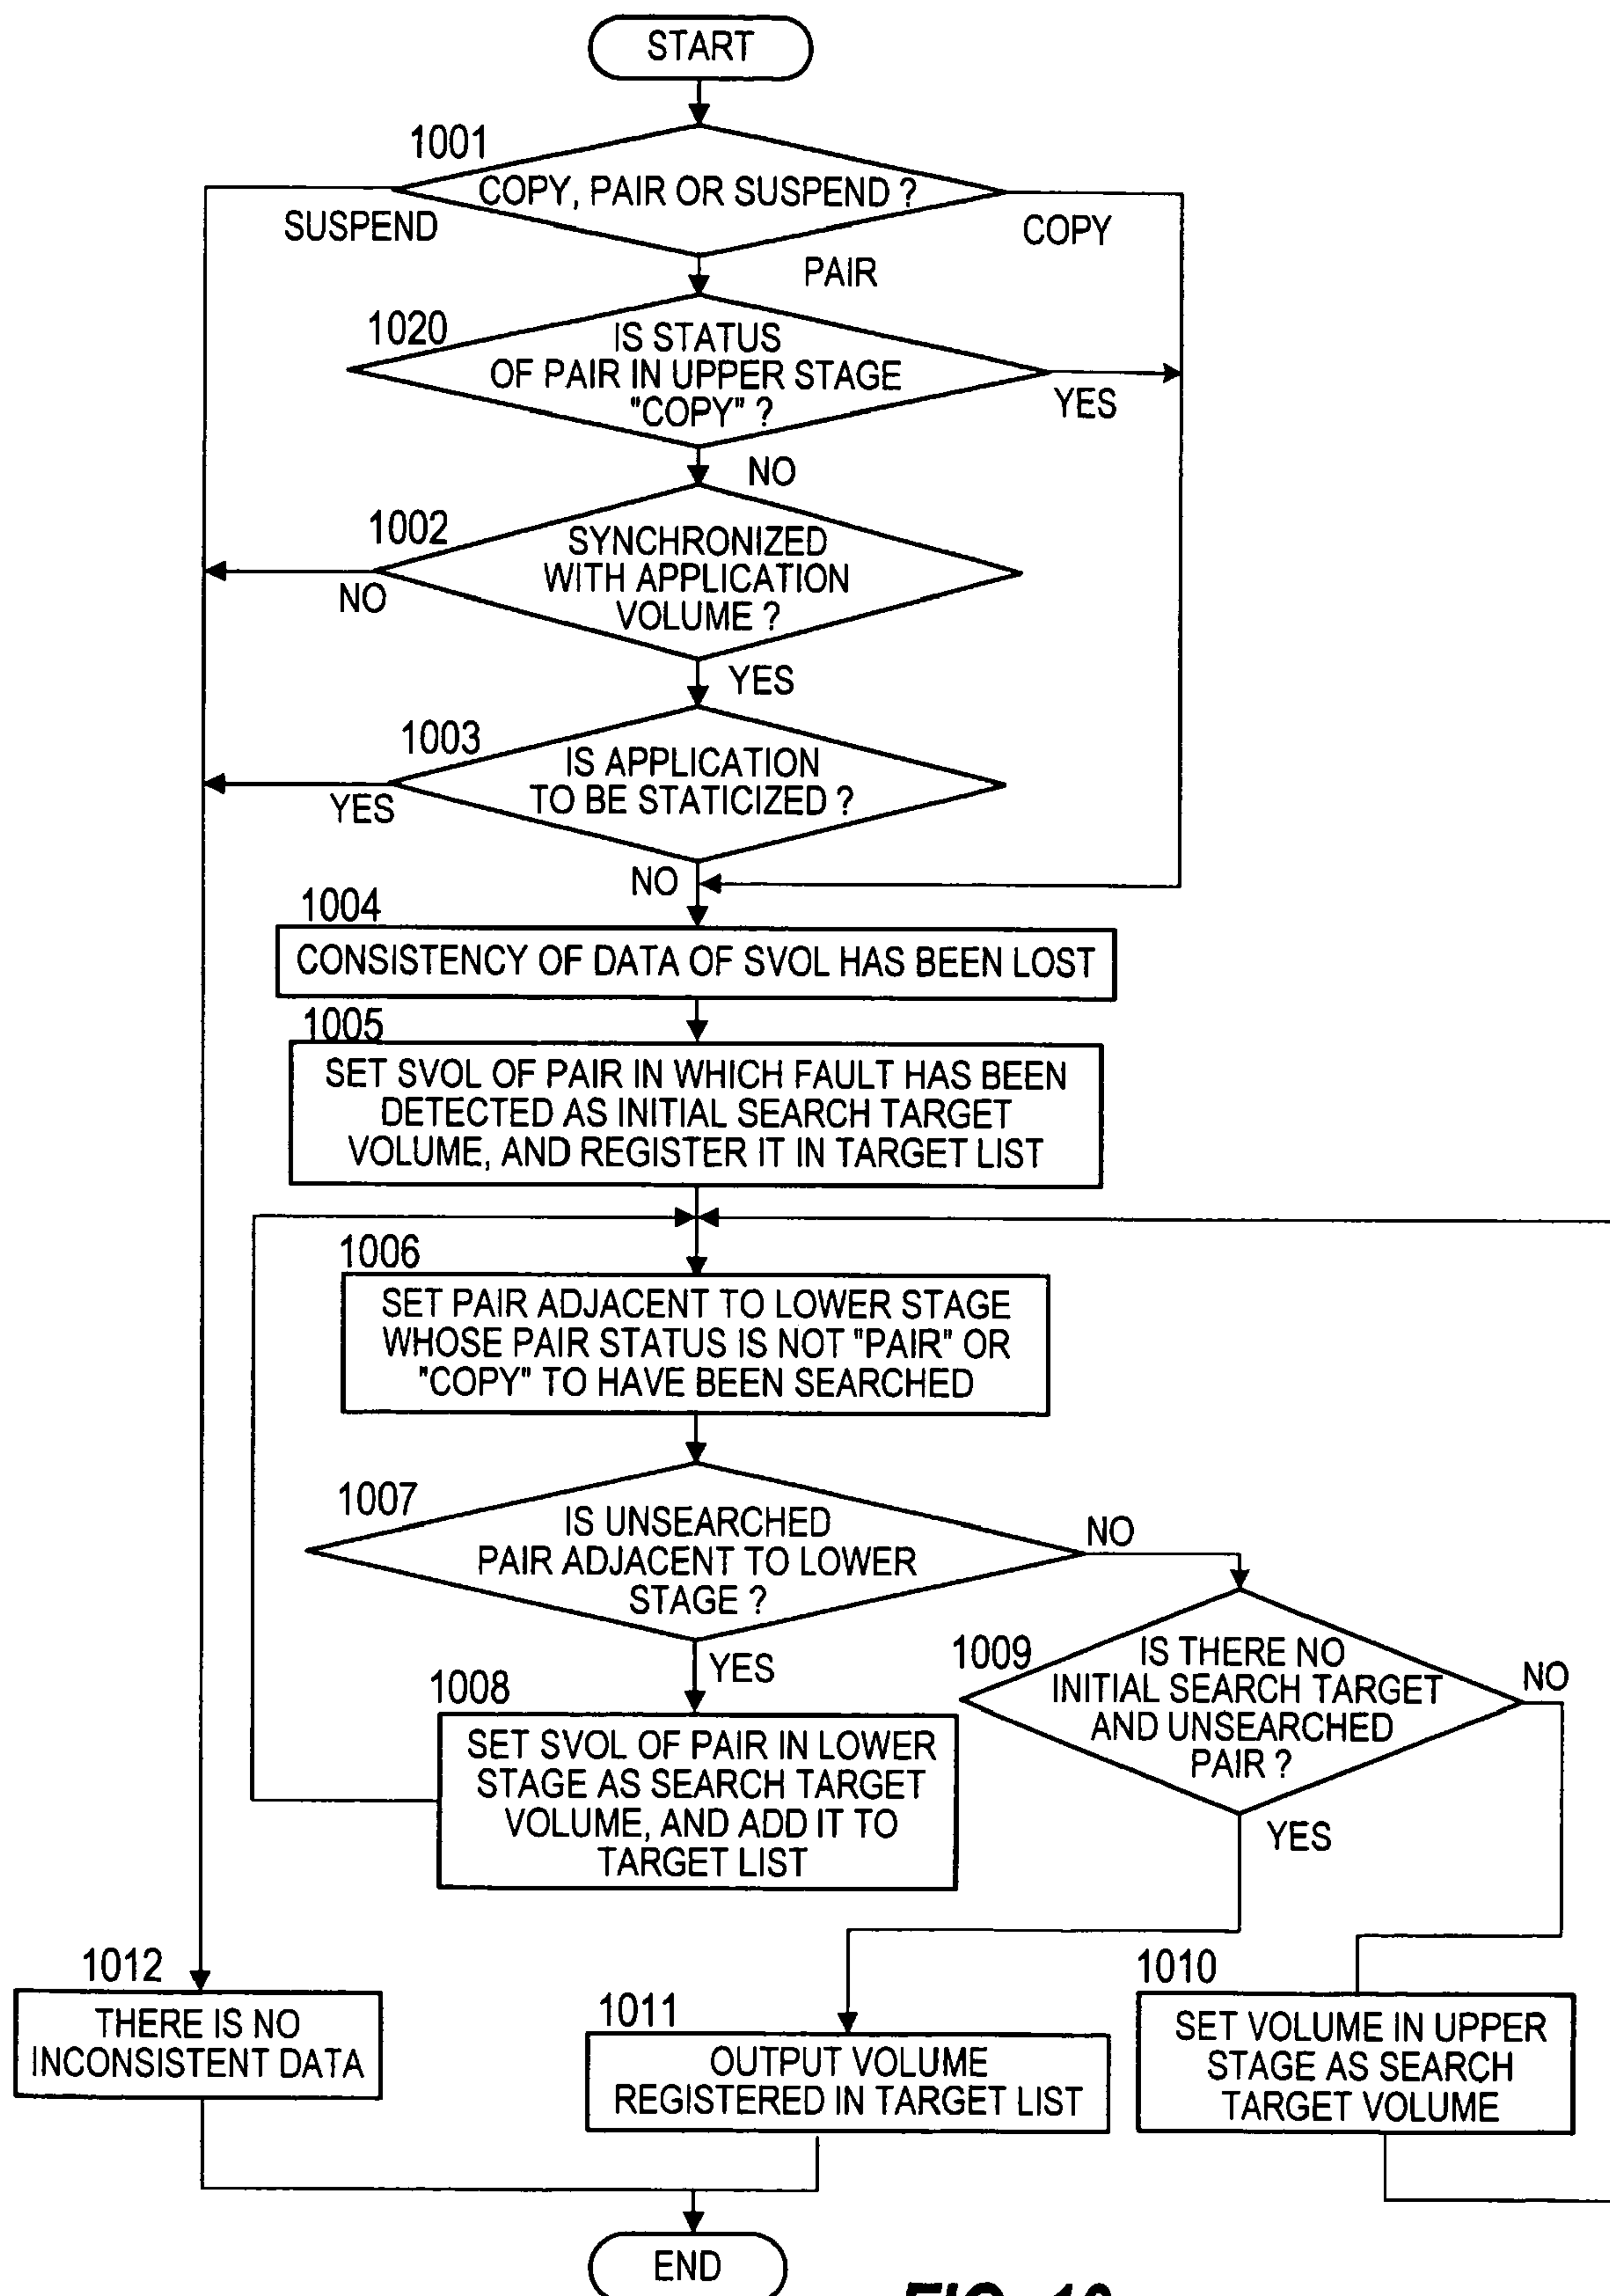 START
1001
COPY, PAIR OR SUSPEND ?
SUSPEND
COPY
PAIR
1020
IS STATUS
OF PAIR IN UPPER STAGE
"COPY" ?
YES
NO
1002
SYNCHRONIZED
WITH APPLICATION
VOLUME ?
NO
YES
1003
IS APPLICATION
TO BE STATICIZED ?
YES
NO
1004
CONSISTENCY OF DATA OF SVOL HAS BEEN LOST
1005
SET SVOL OF PAIR IN WHICH FAULT HAS BEEN
DETECTED AS INITIAL SEARCH TARGET
VOLUME, AND REGISTER IT IN TARGET LIST
1006
SET PAIR ADJACENT TO LOWER STAGE
WHOSE PAIR STATUS IS NOT "PAIR" OR
"COPY" TO HAVE BEEN SEARCHED
1007
IS UNSEARCHED
PAIR ADJACENT TO LOWER
STAGE ?
NO
YES
1008
SET SVOL OF PAIR IN LOWER
STAGE AS SEARCH TARGET
VOLUME, AND ADD IT TO
TARGET LIST
1009
IS THERE NO
INITIAL SEARCH TARGET
AND UNSEARCHED
PAIR ?
NO
YES
1012
THERE IS NO
INCONSISTENT DATA
1011
OUTPUT VOLUME
REGISTERED IN TARGET LIST
1010
SET VOLUME IN UPPER
STAGE AS SEARCH
TARGET VOLUME
END